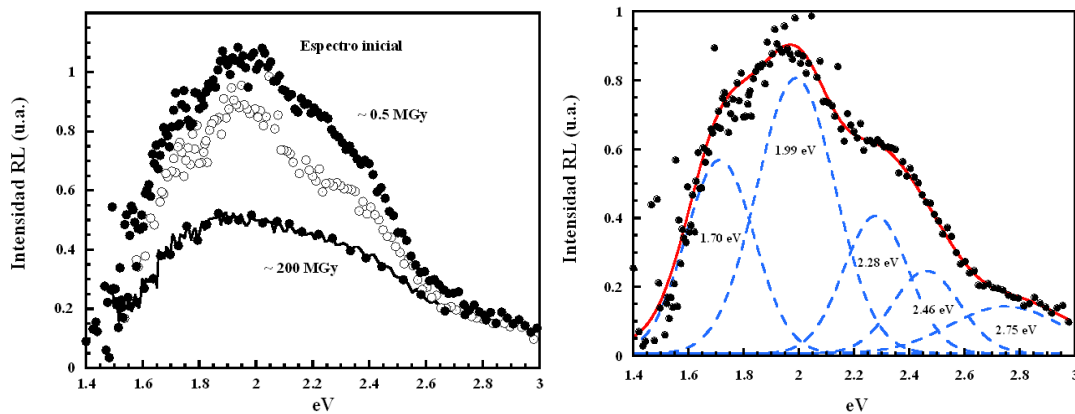 Espectro inicial
~ 0.5 MGy
~ 200 MGy
Intensidad RL (u.a.)
1
0.8
0.6
0.4
0.2
0
1.4 1.6 1.8 2 2.2 2.4 2.6 2.8 3
eV
1.70 eV
1.99 eV
2.28 eV
2.46 eV
2.75 eV
Intensidad RL (u.a.)
1
0.8
0.6
0.4
0.2
0
1.4 1.6 1.8 2 2.2 2.4 2.6 2.8 3
eV